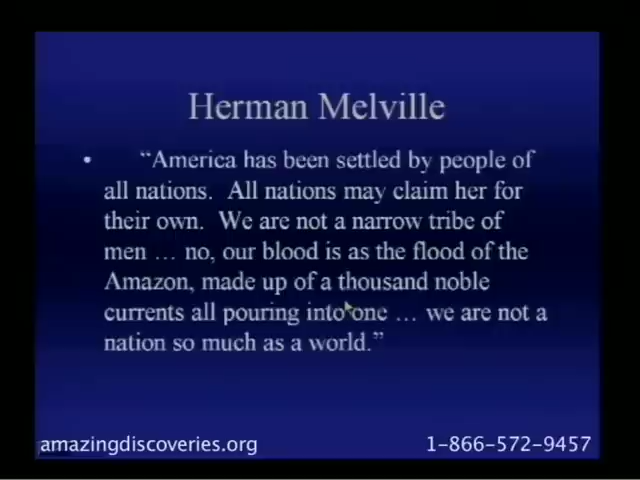 Herman Melville
• “America has been settled by people of
all nations. All nations may claim her for
their own. We are not a narrow tribe of
men ... no, our blood is as the flood of the
Amazon, made up of a thousand noble
currents all pouring into one ... we are not a
nation so much as a world.”
amazingdiscoveries.org 1-866-572-9457